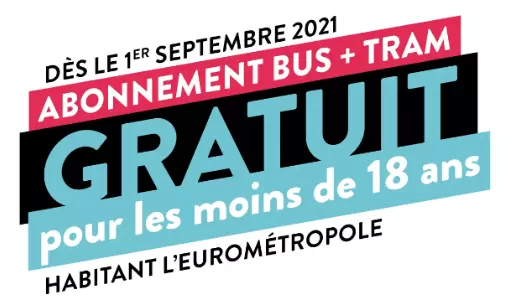 DÈS LE 1ER SEPTEMBRE 2021
ABONNEMENT BUS + TRAM
GRATUIT
pour les moins de 18 ans
HABITANT L'EUROMÉTROPOLE